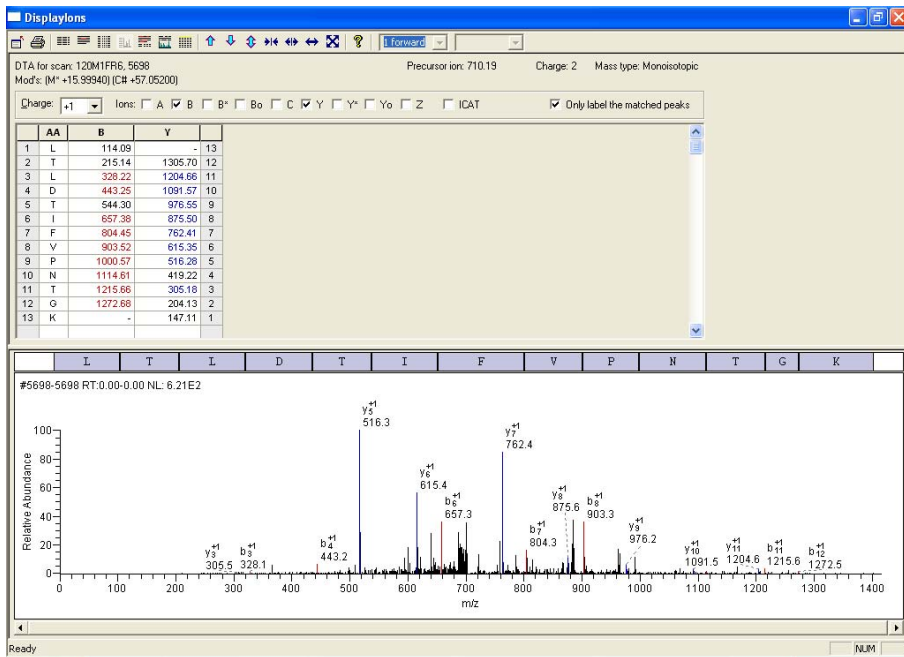 DisplayIons
1 forward
DTA for scan: 120M1FR6, 5698 Precursor ion: 710.19 Charge: 2 Mass type: Monoisotopic
Mod's: (M* +15.99940) (C# +57.05200)
Charge: +1 Ions: A B B* Bo C Y Y* Yo Z ICAT Only label the matched peaks
AA B Y
1 L 114.09 - 13
2 T 215.14 1305.70 12
3 L 328.22 1204.66 11
4 D 443.25 1091.57 10
5 T 544.30 976.55 9
6 I 657.38 875.50 8
7 F 804.45 762.41 7
8 V 903.52 615.35 6
9 P 1000.57 516.28 5
10 N 1114.61 419.22 4
11 T 1215.66 305.18 3
12 G 1272.68 204.13 2
13 K - 147.11 1
L T L D T I F V P N T G K
#5698-5698 RT:0.00-0.00 NL: 6.21E2
Relative Abundance
100
80
60
40
20
0
y3+1 305.5
b3+1 328.1
b4+1 443.2
y5+1 516.3
y6+1 615.4
b6+1 657.3
y7+1 762.4
b7+1 804.3
y8+1 875.6
b8+1 903.3
y9+1 976.2
y10+1 1091.5
y11+1 1204.6
b11+1 1215.6
b12+1 1272.5
0 100 200 300 400 500 600 700 800 900 1000 1100 1200 1300 1400
m/z
Ready NUM